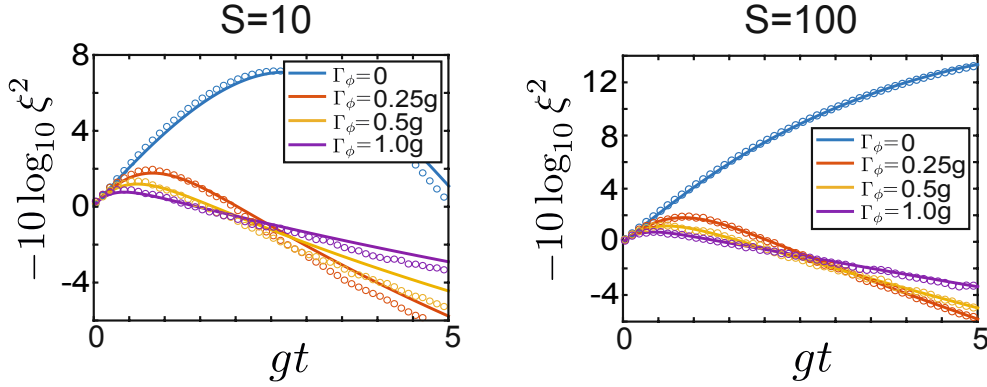 S=10
−10 log₁₀ ξ²
8
4
0
-4
0
5
gt
Γ_ϕ=0
Γ_ϕ=0.25g
Γ_ϕ=0.5g
Γ_ϕ=1.0g
S=100
−10 log₁₀ ξ²
12
8
4
0
-4
0
5
gt
Γ_ϕ=0
Γ_ϕ=0.25g
Γ_ϕ=0.5g
Γ_ϕ=1.0g